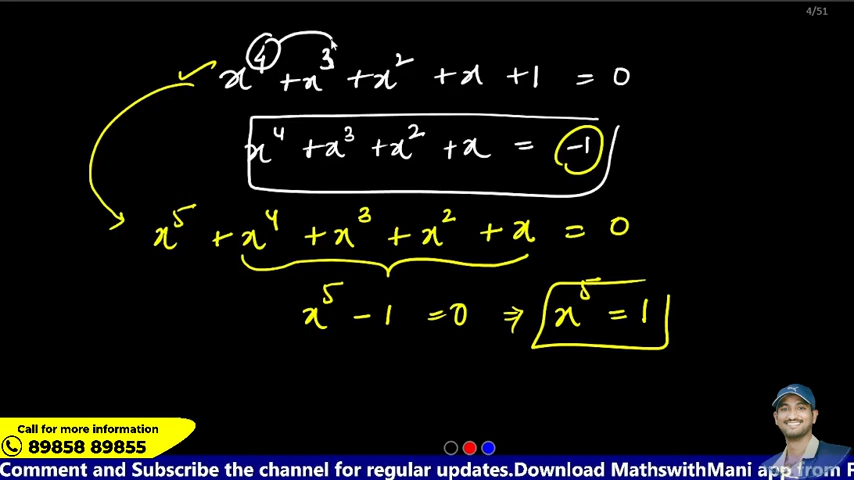 4/51
x⁴ + x³ + x² + x + 1 = 0
x⁴ + x³ + x² + x = -1
x⁵ + x⁴ + x³ + x² + x = 0
x⁵ - 1 = 0 ⇒ x⁵ = 1
Call for more information
89858 89855
Comment and Subscribe the channel for regular updates.Download MathswithMani app from P